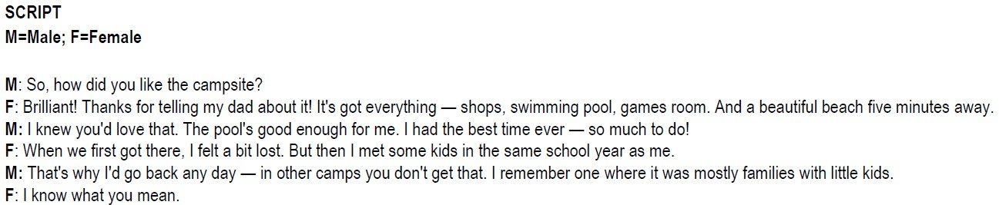 SCRIPT
M=Male; F=Female
M: So, how did you like the campsite?
F: Brilliant! Thanks for telling my dad about it! It's got everything — shops, swimming pool, games room. And a beautiful beach five minutes away.
M: I knew you'd love that. The pool's good enough for me. I had the best time ever — so much to do!
F: When we first got there, I felt a bit lost. But then I met some kids in the same school year as me.
M: That's why I'd go back any day — in other camps you don't get that. I remember one where it was mostly families with little kids.
F: I know what you mean.